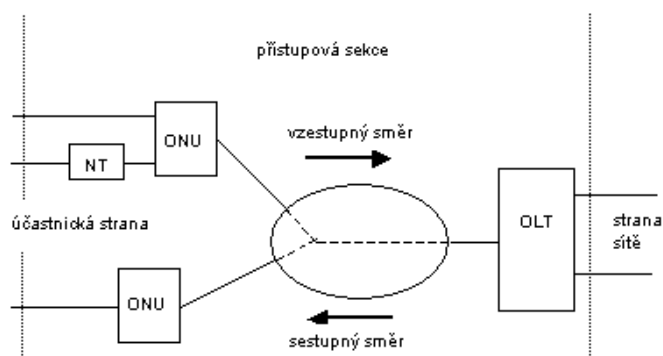 přístupová sekce
vzestupný směr
ONU
NT
OLT
účastnická strana
strana
sítě
ONU
sestupný směr